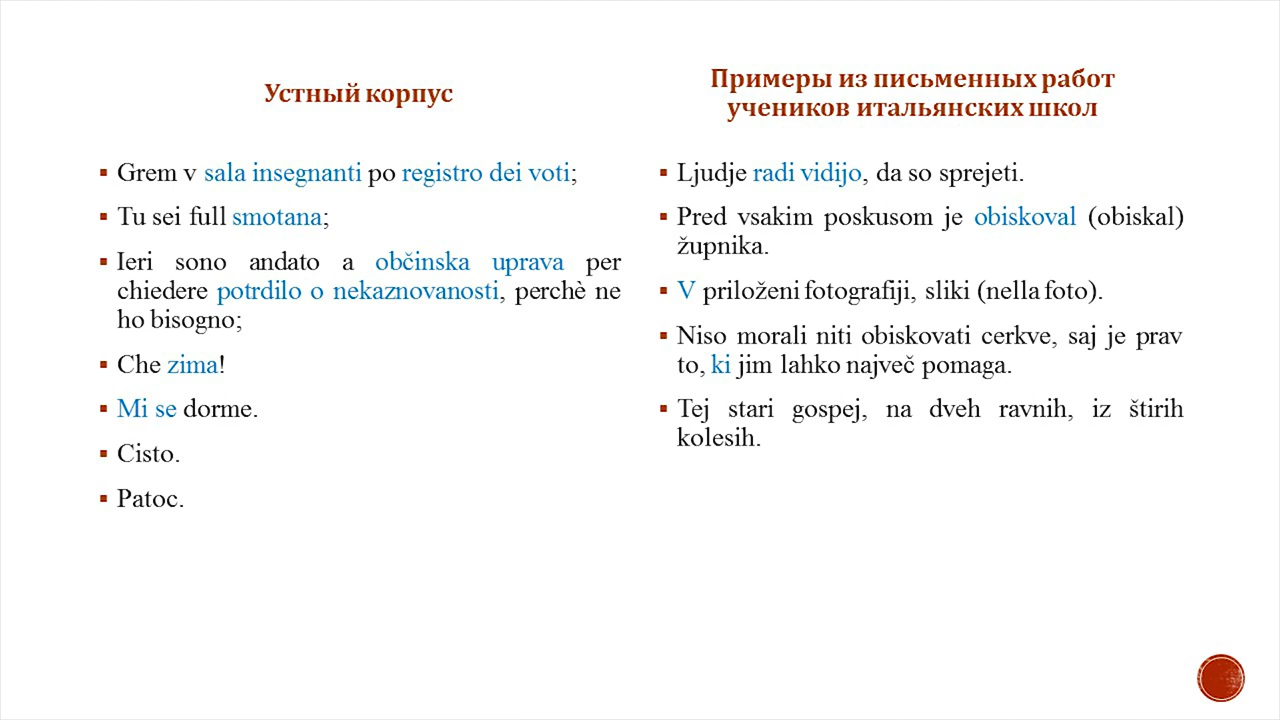 Устный корпус
Grem v sala insegnanti po registro dei voti;
Tu sei full smotana;
Ieri sono andato a občinska uprava per
chiedere potrdilo o nekaznovanosti, perchè ne
ho bisogno;
Che zima!
Mi se dorme.
Cisto.
Patoc.
Примеры из письменных работ
учеников итальянских школ
Ljudje radi vidijo, da so sprejeti.
Pred vsakim poskusom je obiskoval (obiskal)
župnika.
V priloženi fotografiji, sliki (nella foto).
Niso morali niti obiskovati cerkve, saj je prav
to, ki jim lahko največ pomaga.
Tej stari gospej, na dveh ravnih, iz štirih
kolesih.